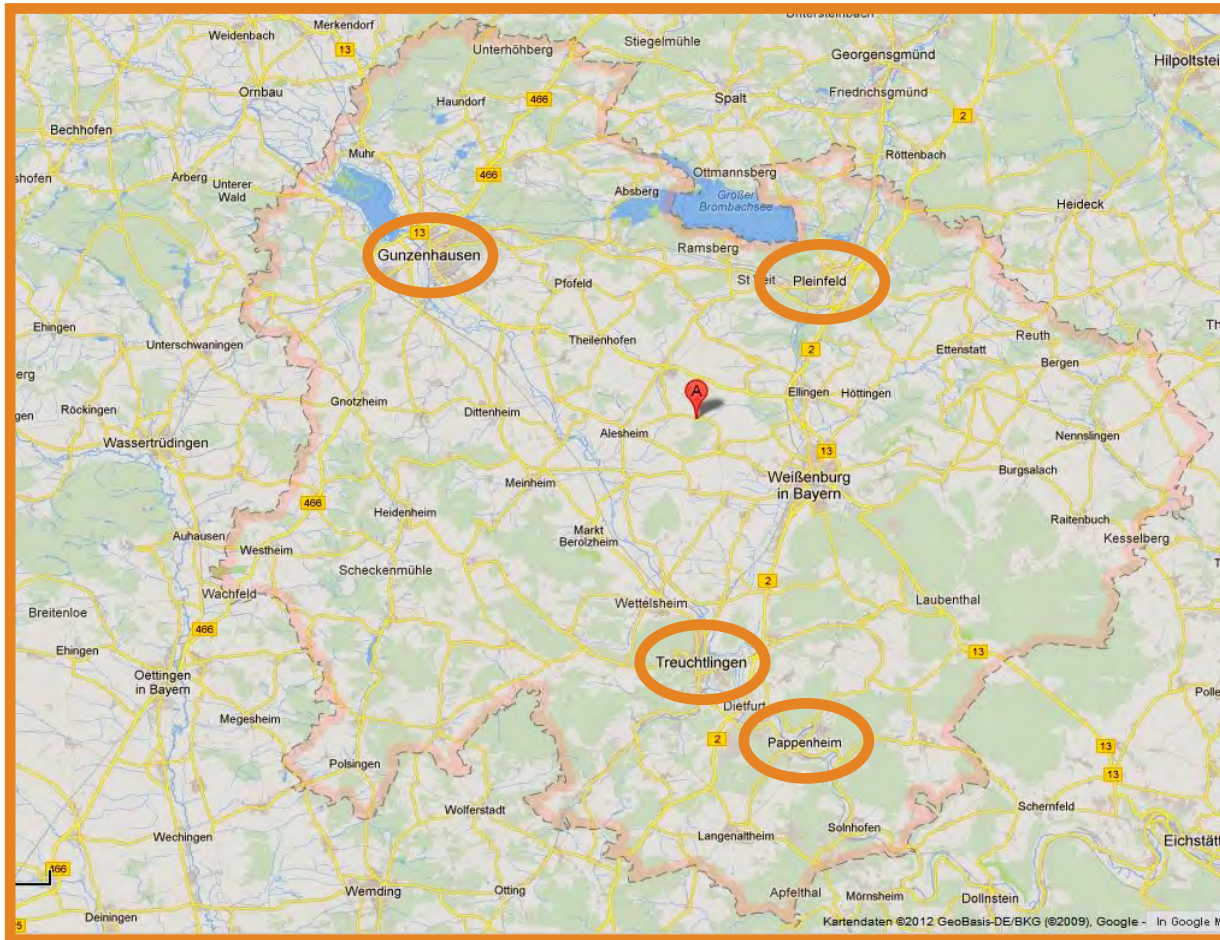 Untersteinbach
Merkendorf
Weidenbach
13
Unterhöhberg
Stiegelmühle
Georgensgmünd
Hilpoltstei
Ornbau
466
Haundorf
Spalt
Friedrichsgmünd
2
Bechhofen
Muhr
Röttenbach
shofen
Arberg
Unterer
Wald
466
Ottmannsberg
Absberg
Großer
Brombachsee
Heideck
13
Gunzenhausen
Ramsberg
Pfofeld
Pleinfeld
Ehingen
Unterschwaningen
Theilenhofen
2
Ettenstatt
Reuth
Bergen
Th
erg
A
Röckingen
gen
Gnotzheim
Dittenheim
Ellingen
Höttingen
Wassertrüdingen
Alesheim
Nennslingen
13
Meinheim
Weißenburg
in Bayern
Burgsalach
466
Heidenheim
Raitenbuch
Auhausen
Markt
Berolzheim
Kesselberg
Westheim
Scheckenmühle
Wachfeld
2
Breitenloe
Wettelsheim
Laubenthal
466
Ehingen
Treuchtlingen
13
Oettingen
in Bayern
Polle
Megesheim
Dietfurt
2
Pappenheim
13
Polsingen
13
Wolferstadt
Schernfeld
Wechingen
Langenaltheim
Solnhofen
Eichstätt
466
Wemding
Otting
Apfelthal
Mörnsheim
Dollnstein
Deiningen
5
Kartendaten ©2012 GeoBasis-DE/BKG (©2009), Google - In Google M